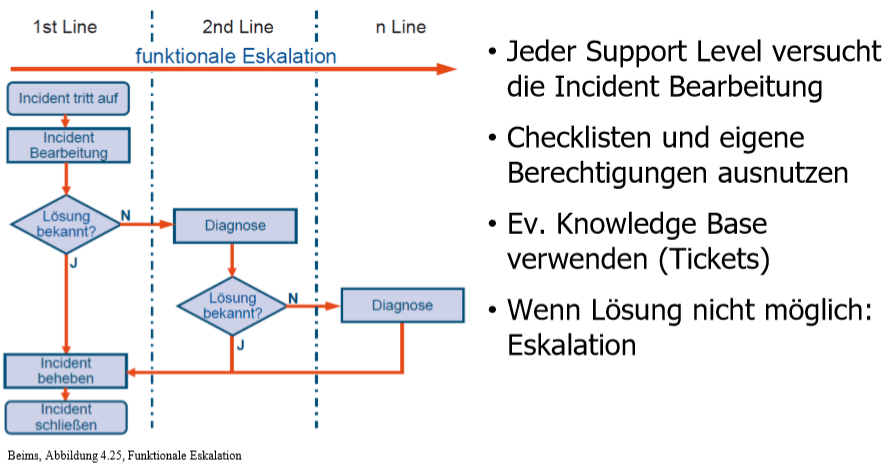 1st Line
2nd Line
n Line
funktionale Eskalation
Incident tritt auf
Incident
Bearbeitung
Lösung
bekannt?
N
J
Diagnose
Lösung
bekannt?
N
J
Diagnose
Incident
beheben
Incident
schließen
Beims, Abbildung 4.25, Funktionale Eskalation
• Jeder Support Level versucht
die Incident Bearbeitung
• Checklisten und eigene
Berechtigungen ausnutzen
• Ev. Knowledge Base
verwenden (Tickets)
• Wenn Lösung nicht möglich:
Eskalation